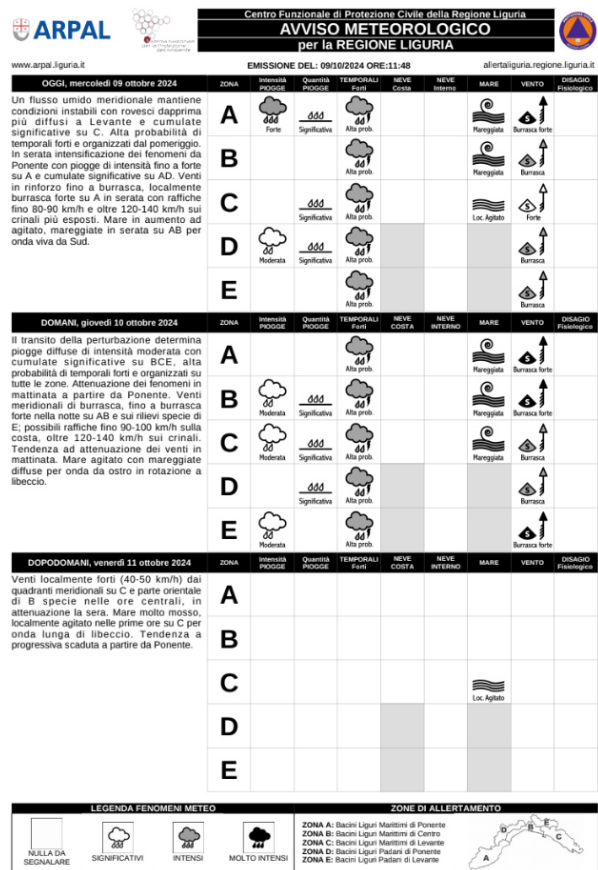 ARPAL
Centro Funzionale di Protezione Civile della Regione Liguria
AVVISO METEOROLOGICO
per la REGIONE LIGURIA
www.arpal.liguria.it
EMISSIONE DEL: 09/10/2024 ORE:11:48
allertaliguria.regione.liguria.it
OGGI, mercoledì 09 ottobre 2024
ZONA Intensità PIOGGE Quantità PIOGGE TEMPORALI Forti NEVE Costa NEVE Interno MARE VENTO DISAGIO Fisiologico
Un flusso umido meridionale mantiene
condizioni instabili con rovesci dapprima
più diffusi a Levante e cumulate
significative su C. Alta probabilità di
temporali forti e organizzati dal pomeriggio.
In serata intensificazione dei fenomeni da
Ponente con piogge di intensità fino a forte
su A e cumulate significative su AD. Venti
in rinforzo fino a burrasca, localmente
burrasca forte su A in serata con raffiche
fino 80-90 km/h e oltre 120-140 km/h sui
crinali più esposti. Mare in aumento ad
agitato, mareggiate in serata su AB per
onda viva da Sud.
A Forte Significativa Alta prob. Mareggiata Burrasca forte
B Alta prob. Mareggiata Burrasca
C Significativa Alta prob. Loc. Agitato Forte
D Moderata Significativa Alta prob. Burrasca
E Alta prob. Burrasca
DOMANI, giovedì 10 ottobre 2024
ZONA Intensità PIOGGE Quantità PIOGGE TEMPORALI Forti NEVE COSTA NEVE INTERNO MARE VENTO DISAGIO Fisiologico
Il transito della perturbazione determina
piogge diffuse di intensità moderata con
cumulate significative su BCE, alta
probabilità di temporali forti e organizzati su
tutte le zone. Attenuazione dei fenomeni in
mattinata a partire da Ponente. Venti
meridionali di burrasca, fino a burrasca
forte nella notte su AB e sui rilievi specie di
E; possibili raffiche fino 90-100 km/h sulla
costa, oltre 120-140 km/h sui crinali.
Tendenza ad attenuazione dei venti in
mattinata. Mare agitato con mareggiate
diffuse per onda da ostro in rotazione a
libeccio.
A Alta prob. Mareggiata Burrasca forte
B Moderata Significativa Alta prob. Mareggiata Burrasca forte
C Moderata Significativa Alta prob. Mareggiata Burrasca
D Significativa Alta prob. Burrasca
E Moderata Alta prob. Burrasca forte
DOPODOMANI, venerdì 11 ottobre 2024
ZONA Intensità PIOGGE Quantità PIOGGE TEMPORALI Forti NEVE COSTA NEVE INTERNO MARE VENTO DISAGIO Fisiologico
Venti localmente forti (40-50 km/h) dai
quadranti meridionali su C e parte orientale
di B specie nelle ore centrali, in
attenuazione la sera. Mare molto mosso,
localmente agitato nelle prime ore su C per
onda lunga di libeccio. Tendenza a
progressiva scaduta a partire da Ponente.
A
B
C Loc. Agitato
D
E
LEGENDA FENOMENI METEO
NULLA DA SEGNALARE
SIGNIFICATIVI
INTENSI
MOLTO INTENSI
ZONE DI ALLERTAMENTO
ZONA A: Bacini Liguri Marittimi di Ponente
ZONA B: Bacini Liguri Marittimi di Centro
ZONA C: Bacini Liguri Marittimi di Levante
ZONA D: Bacini Liguri Padani di Ponente
ZONA E: Bacini Liguri Padani di Levante
A D B E C